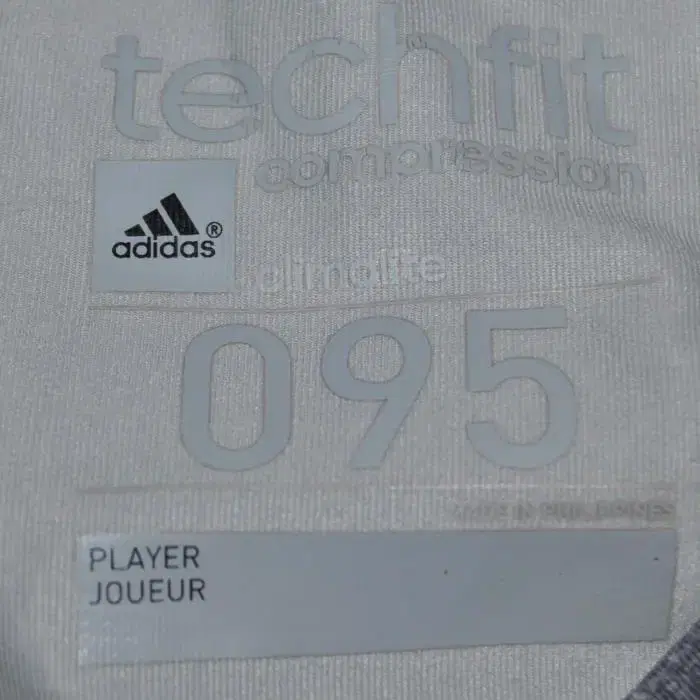 techfit
compression
adidas®
climalite
095
PLAYER
JOUEUR